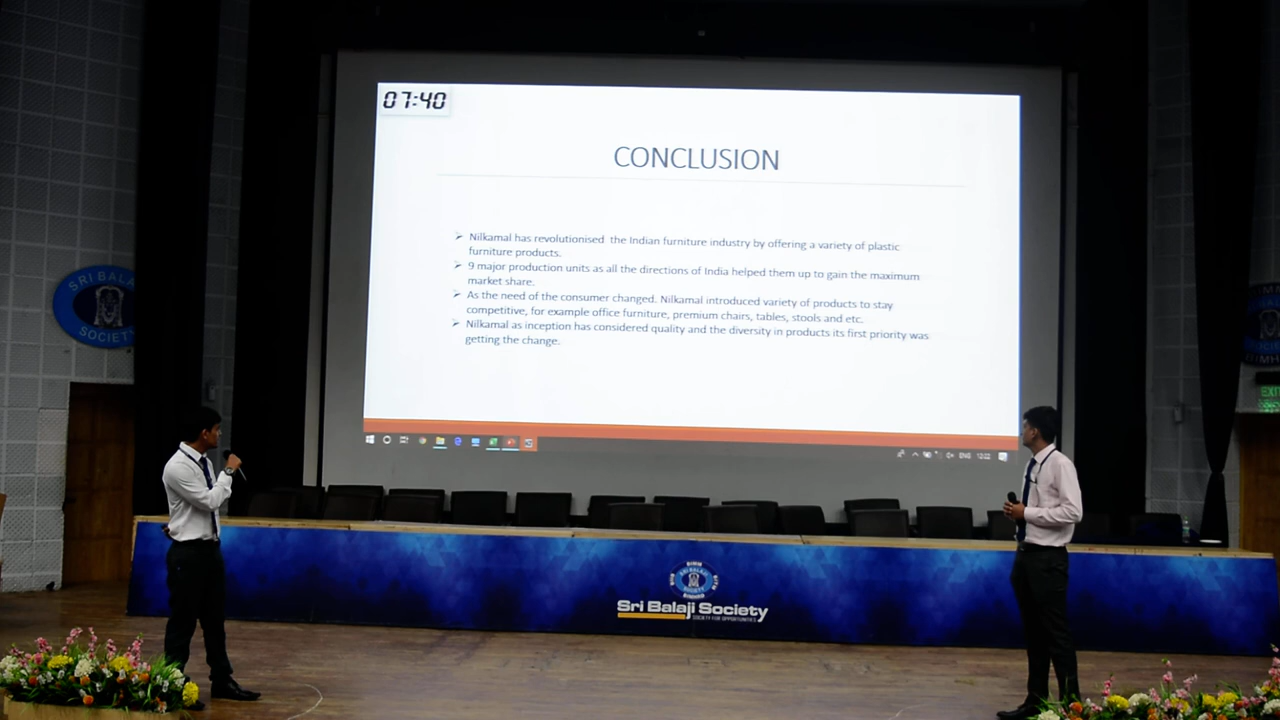 07:40
CONCLUSION
Nilkamal has revolutionised the Indian furniture industry by offering a variety of plastic
furniture products.
9 major production units as all the directions of India helped them up to gain the maximum
market share.
As the need of the consumer changed. Nilkamal introduced variety of products to stay
competitive, for example office furniture, premium chairs, tables, stools and etc.
Nilkamal as inception has considered quality and the diversity in products its first priority was
getting the change.
ENG
SRI BALA
SOCIET
EXIT
Sri Balaji Society
SOCIETY FOR OPPORTUNITIES